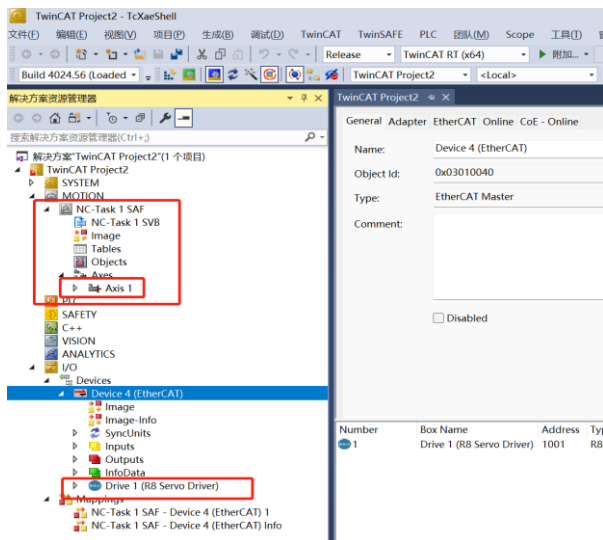 TwinCAT Project2 - TcXaeShell
文件(F) 编辑(E) 视图(V) 项目(P) 生成(B) 调试(D) TwinCAT TwinSAFE PLC 团队(M) Scope 工具(T)
Release TwinCAT RT (x64) 附加...
Build 4024.56 (Loaded TwinCAT Project2 <Local>
解决方案资源管理器
搜索解决方案资源管理器(Ctrl+;)
解决方案"TwinCAT Project2"(1 个项目)
TwinCAT Project2
SYSTEM
MOTION
NC-Task 1 SAF
NC-Task 1 SVB
Image
Tables
Objects
Axes
Axis 1
PLC
SAFETY
C++
VISION
ANALYTICS
I/O
Devices
Device 4 (EtherCAT)
Image
Image-Info
SyncUnits
Inputs
Outputs
InfoData
Drive 1 (R8 Servo Driver)
Mappings
NC-Task 1 SAF - Device 4 (EtherCAT) 1
NC-Task 1 SAF - Device 4 (EtherCAT) Info
TwinCAT Project2
General Adapter EtherCAT Online CoE - Online
Name: Device 4 (EtherCAT)
Object Id: 0x03010040
Type: EtherCAT Master
Comment:
Disabled
Number Box Name Address Ty
1 Drive 1 (R8 Servo Driver) 1001 R8